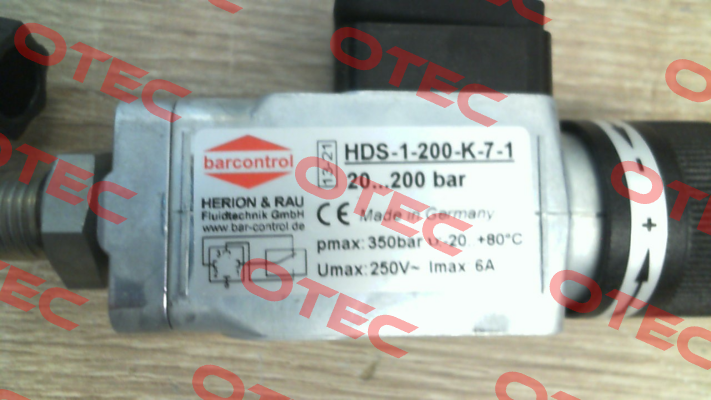 barcontrol
HERION & RAU
Fluidtechnik GmbH
www.bar-control.de
13-21
HDS-1-200-K-7-1
20...200 bar
CE Made in Germany
pmax: 350bar -20 +80°C
Umax: 250V~ Imax 6A
- +
OTEC
OTEC
OTEC
OTEC
OTEC
OTEC
OTEC
OTEC
OTEC